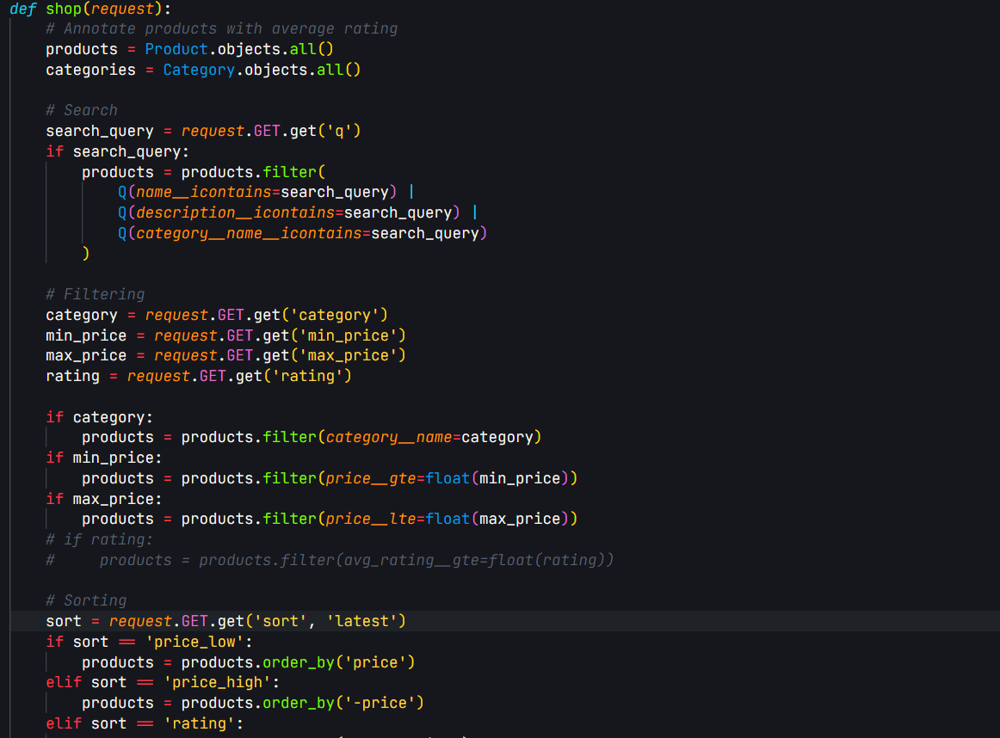 def shop(request):
    # Annotate products with average rating
    products = Product.objects.all()
    categories = Category.objects.all()

    # Search
    search_query = request.GET.get('q')
    if search_query:
        products = products.filter(
            Q(name__icontains=search_query) |
            Q(description__icontains=search_query) |
            Q(category__name__icontains=search_query)
        )

    # Filtering
    category = request.GET.get('category')
    min_price = request.GET.get('min_price')
    max_price = request.GET.get('max_price')
    rating = request.GET.get('rating')

    if category:
        products = products.filter(category__name=category)
    if min_price:
        products = products.filter(price__gte=float(min_price))
    if max_price:
        products = products.filter(price__lte=float(max_price))
    # if rating:
    #     products = products.filter(avg_rating__gte=float(rating))

    # Sorting
    sort = request.GET.get('sort', 'latest')
    if sort == 'price_low':
        products = products.order_by('price')
    elif sort == 'price_high':
        products = products.order_by('-price')
    elif sort == 'rating':